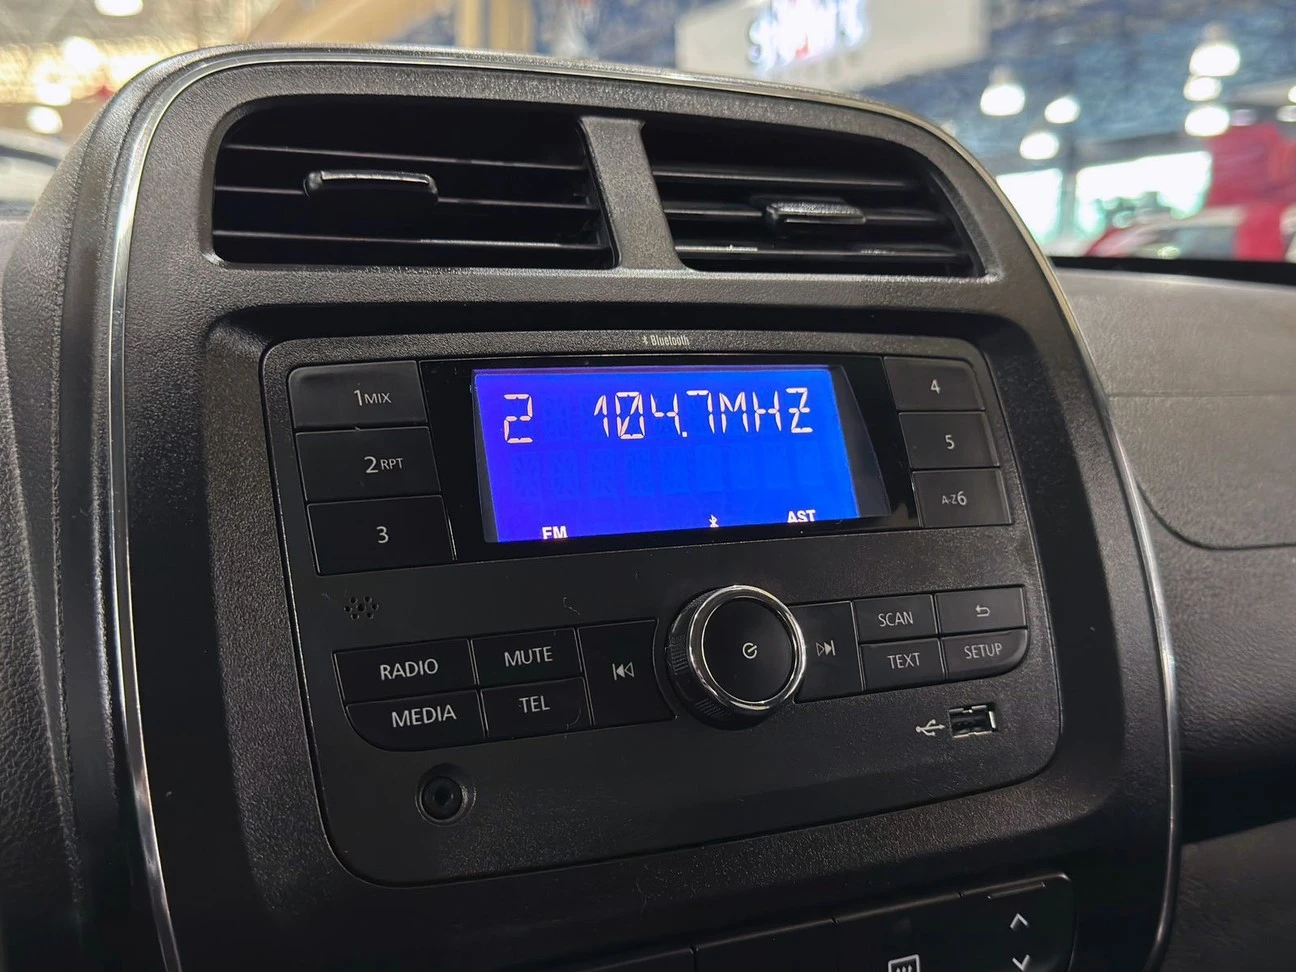 Bluetooth
1MIX
2RPT
3
2 104.7MHZ
FM AST
4
5
A-Z6
RADIO
MUTE
MEDIA
TEL
SCAN
TEXT
SETUP